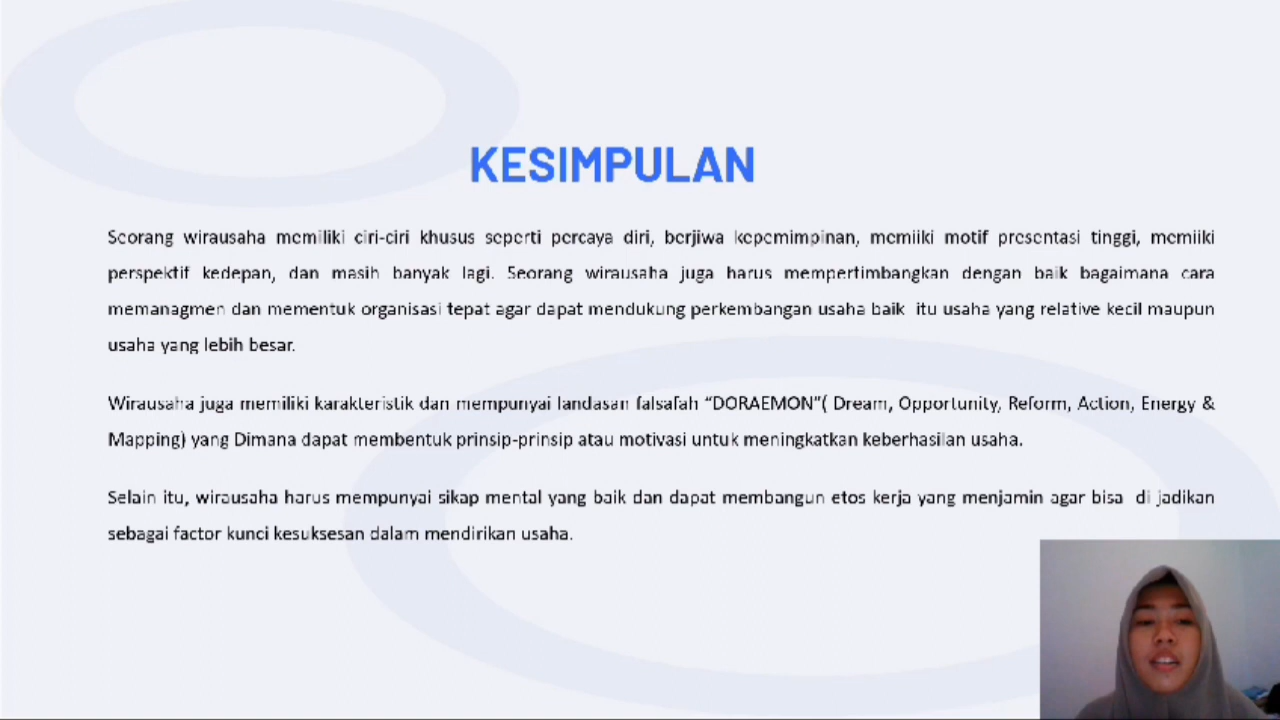 KESIMPULAN
Seorang wirausaha memiliki ciri-ciri khusus seperti percaya diri, berjiwa kepemimpinan, memiiki motif presentasi tinggi, memiiki
perspektif kedepan, dan masih banyak lagi. Seorang wirausaha juga harus mempertimbangkan dengan baik bagaimana cara
memanagmen dan mementuk organisasi tepat agar dapat mendukung perkembangan usaha baik itu usaha yang relative kecil maupun
usaha yang lebih besar.
Wirausaha juga memiliki karakteristik dan mempunyai landasan falsafah “DORAEMON”( Dream, Opportunity, Reform, Action, Energy &
Mapping) yang Dimana dapat membentuk prinsip-prinsip atau motivasi untuk meningkatkan keberhasilan usaha.
Selain itu, wirausaha harus mempunyai sikap mental yang baik dan dapat membangun etos kerja yang menjamin agar bisa di jadikan
sebagai factor kunci kesuksesan dalam mendirikan usaha.